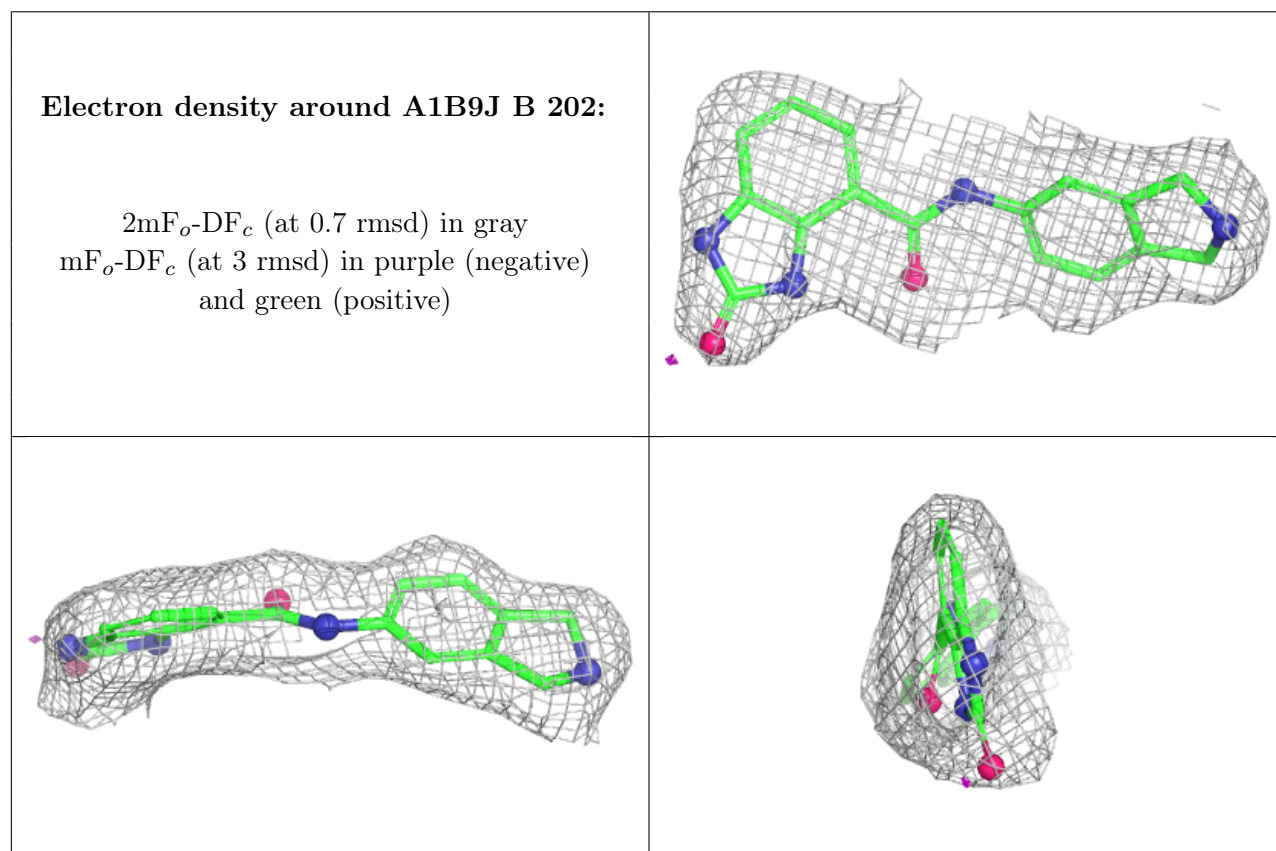 Electron density around A1B9J B 202:
2mFo-DFc (at 0.7 rmsd) in gray
mFo-DFc (at 3 rmsd) in purple (negative)
and green (positive)